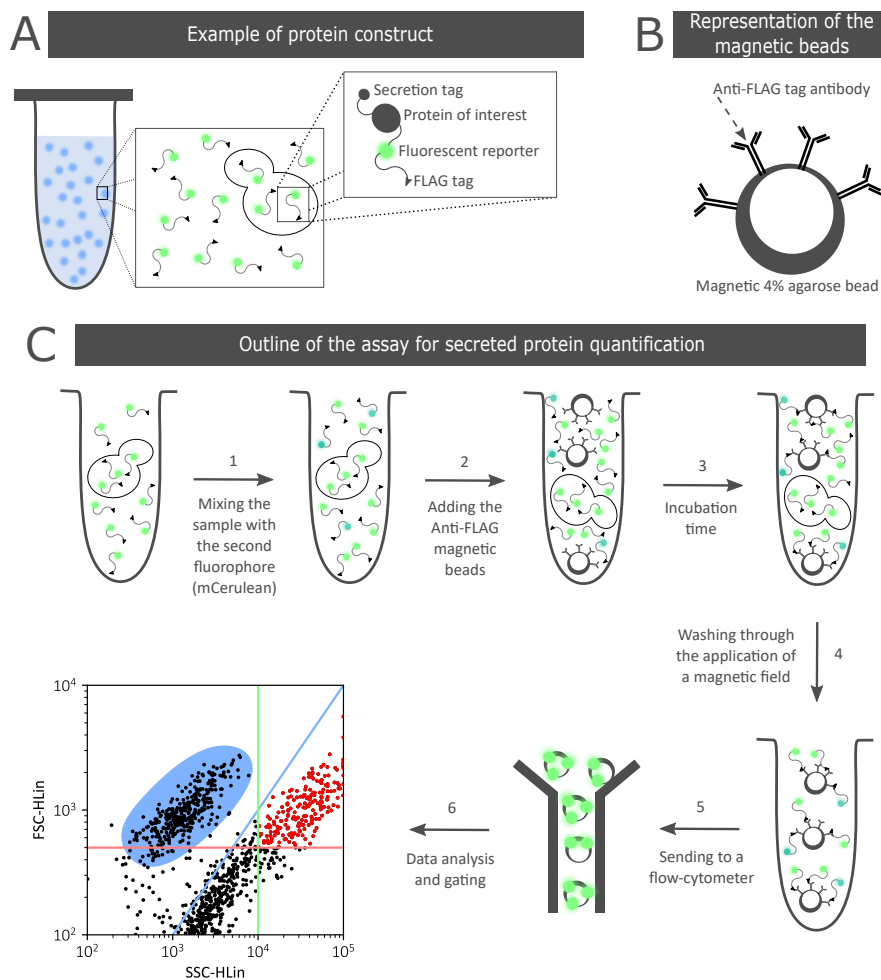 A
Example of protein construct
Secretion tag
Protein of interest
Fluorescent reporter
FLAG tag
B
Representation of the
magnetic beads
Anti-FLAG tag antibody
Magnetic 4% agarose bead
C
Outline of the assay for secreted protein quantification
1
Mixing the
sample with
the second
fluorophore
(mCerulean)
2
Adding the
Anti-FLAG
magnetic
beads
3
Incubation
time
Washing through
the application of
a magnetic field
4
5
Sending to a
flow-cytometer
6
Data analysis
and gating
10⁴
10³
10²
FSC-HLin
10² 10³ 10⁴ 10⁵
SSC-HLin